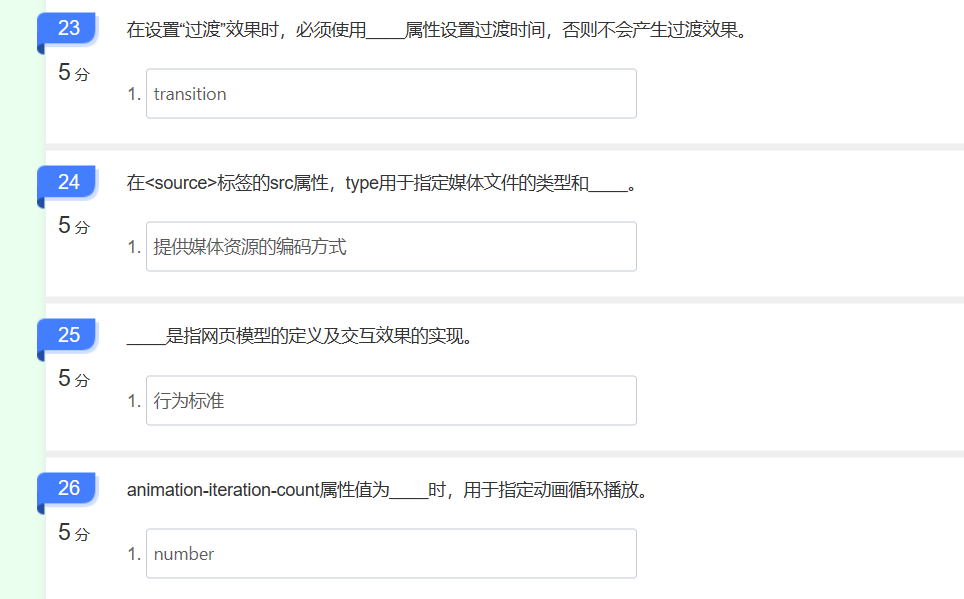 23 在设置“过渡”效果时，必须使用____属性设置过渡时间，否则不会产生过渡效果。
5 分
1. transition
24 在<source>标签的src属性，type用于指定媒体文件的类型和____。
5 分
1. 提供媒体资源的编码方式
25 ____是指网页模型的定义及交互效果的实现。
5 分
1. 行为标准
26 animation-iteration-count属性值为____时，用于指定动画循环播放。
5 分
1. number